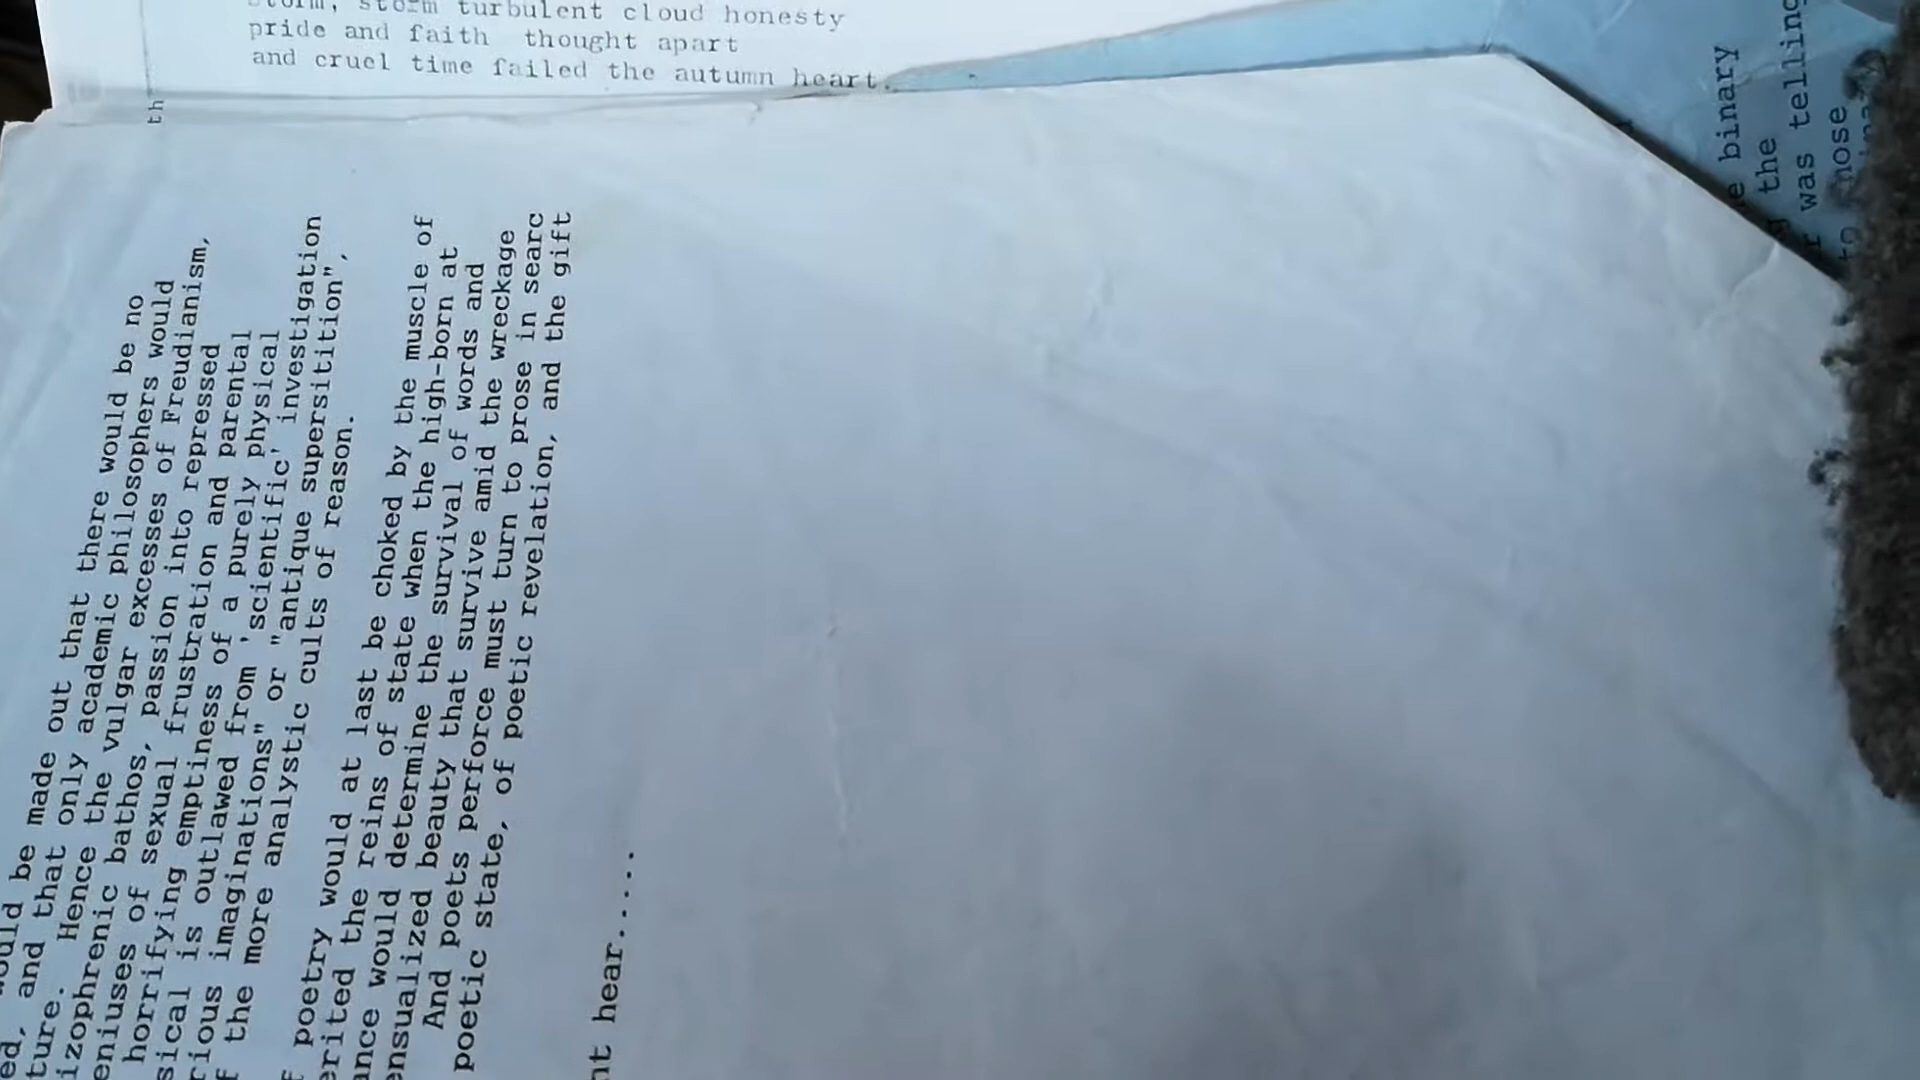 storm, storm turbulent cloud honesty
pride and faith thought apart
and cruel time failed the autumn heart.
th
would be made out that there would be no
ed, and that only academic philosophers would
ture. Hence the vulgar excesses of Freudianism,
izophrenic bathos, passion into repressed
eniuses of sexual frustration and parental
horrifying emptiness of a purely physical
sical is outlawed from 'scientific' investigation
rious imaginations" or "antique supersitition",
f the more analystic cults of reason.
f poetry would at last be choked by the muscle of
erited the reins of state when the high-born at
ance would determine the survival of words and
ensualized beauty that survive amid the wreckage
And poets perforce must turn to prose in searc
poetic state, of poetic revelation, and the gift
nt hear.....
binary
the
r was telling
to hose